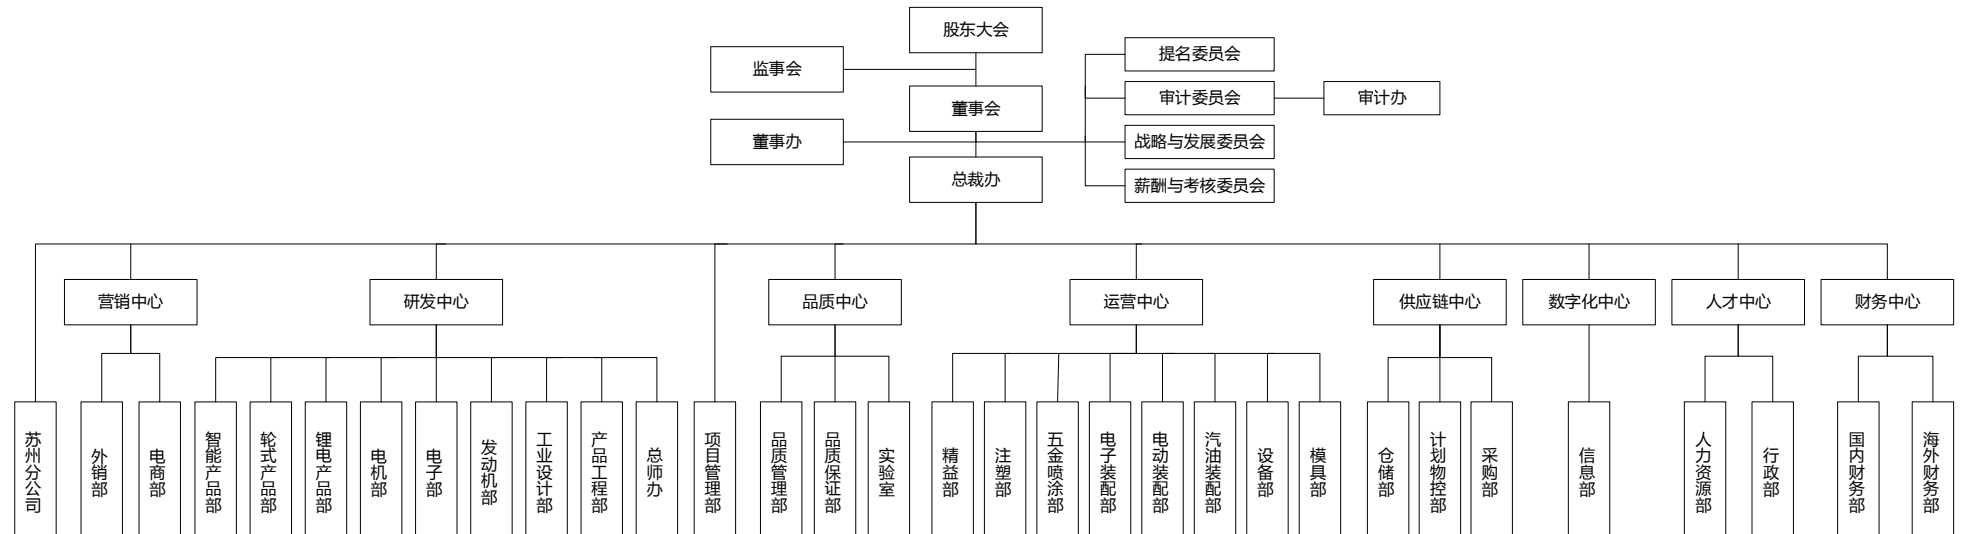 股东大会
监事会
提名委员会
董事会
审计委员会
审计办
董事办
战略与发展委员会
总裁办
薪酬与考核委员会
营销中心
研发中心
品质中心
运营中心
供应链中心
数字化中心
人才中心
财务中心
苏州分公司
外销部
电商部
智能产品部
轮式产品部
锂电产品部
电机部
电子部
发动机部
工业设计部
产品工程部
总师办
项目管理部
品质管理部
品质保证部
实验室
精益部
注塑部
五金喷涂部
电子装配部
电动装配部
汽油装配部
设备部
模具部
仓储部
计划物控部
采购部
信息部
人力资源部
行政部
国内财务部
海外财务部